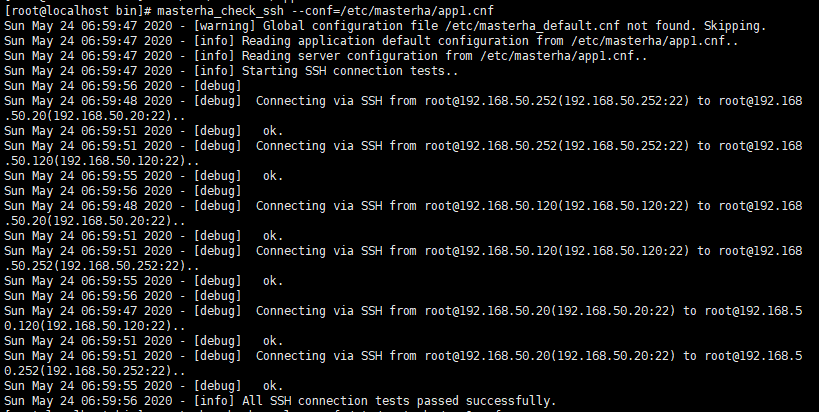 [root@localhost bin]# masterha_check_ssh --conf=/etc/masterha/app1.cnf
Sun May 24 06:59:47 2020 - [warning] Global configuration file /etc/masterha_default.cnf not found. Skipping.
Sun May 24 06:59:47 2020 - [info] Reading application default configuration from /etc/masterha/app1.cnf..
Sun May 24 06:59:47 2020 - [info] Reading server configuration from /etc/masterha/app1.cnf..
Sun May 24 06:59:47 2020 - [info] Starting SSH connection tests..
Sun May 24 06:59:56 2020 - [debug]
Sun May 24 06:59:48 2020 - [debug]  Connecting via SSH from root@192.168.50.252(192.168.50.252:22) to root@192.168
.50.20(192.168.50.20:22)..
Sun May 24 06:59:51 2020 - [debug]   ok.
Sun May 24 06:59:51 2020 - [debug]  Connecting via SSH from root@192.168.50.252(192.168.50.252:22) to root@192.168
.50.120(192.168.50.120:22)..
Sun May 24 06:59:55 2020 - [debug]   ok.
Sun May 24 06:59:56 2020 - [debug]
Sun May 24 06:59:48 2020 - [debug]  Connecting via SSH from root@192.168.50.120(192.168.50.120:22) to root@192.168
.50.20(192.168.50.20:22)..
Sun May 24 06:59:51 2020 - [debug]   ok.
Sun May 24 06:59:51 2020 - [debug]  Connecting via SSH from root@192.168.50.120(192.168.50.120:22) to root@192.168
.50.252(192.168.50.252:22)..
Sun May 24 06:59:55 2020 - [debug]   ok.
Sun May 24 06:59:56 2020 - [debug]
Sun May 24 06:59:47 2020 - [debug]  Connecting via SSH from root@192.168.50.20(192.168.50.20:22) to root@192.168.5
0.120(192.168.50.120:22)..
Sun May 24 06:59:51 2020 - [debug]   ok.
Sun May 24 06:59:51 2020 - [debug]  Connecting via SSH from root@192.168.50.20(192.168.50.20:22) to root@192.168.5
0.252(192.168.50.252:22)..
Sun May 24 06:59:55 2020 - [debug]   ok.
Sun May 24 06:59:56 2020 - [info] All SSH connection tests passed successfully.